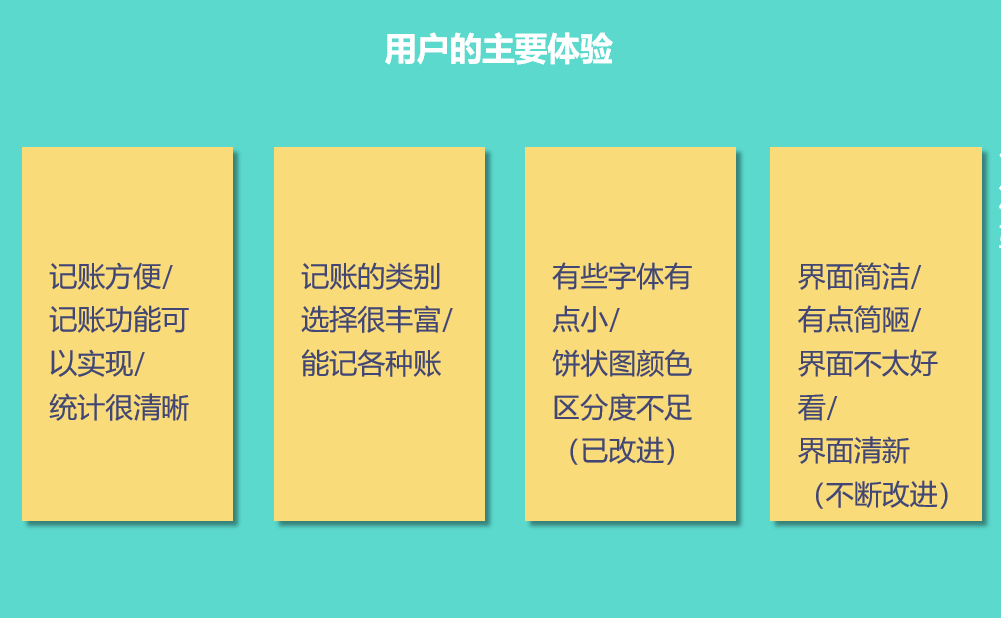 用户的主要体验
记账方便/
记账功能可
以实现/
统计很清晰
记账的类别
选择很丰富/
能记各种账
有些字体有
点小/
饼状图颜色
区分度不足
（已改进）
界面简洁/
有点简陋/
界面不太好
看/
界面清新
（不断改进）